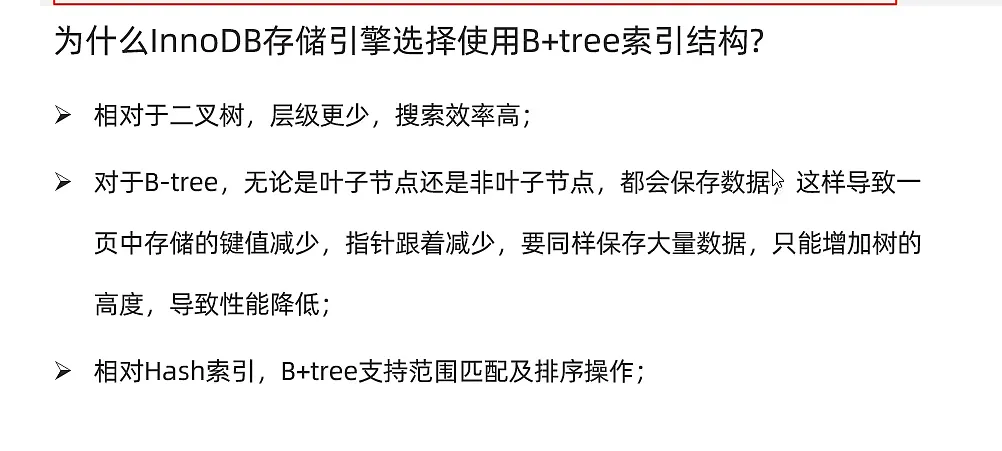 为什么InnoDB存储引擎选择使用B+tree索引结构?
相对于二叉树，层级更少，搜索效率高；
对于B-tree，无论是叶子节点还是非叶子节点，都会保存数据，这样导致一
页中存储的键值减少，指针跟着减少，要同样保存大量数据，只能增加树的
高度，导致性能降低；
相对Hash索引，B+tree支持范围匹配及排序操作；